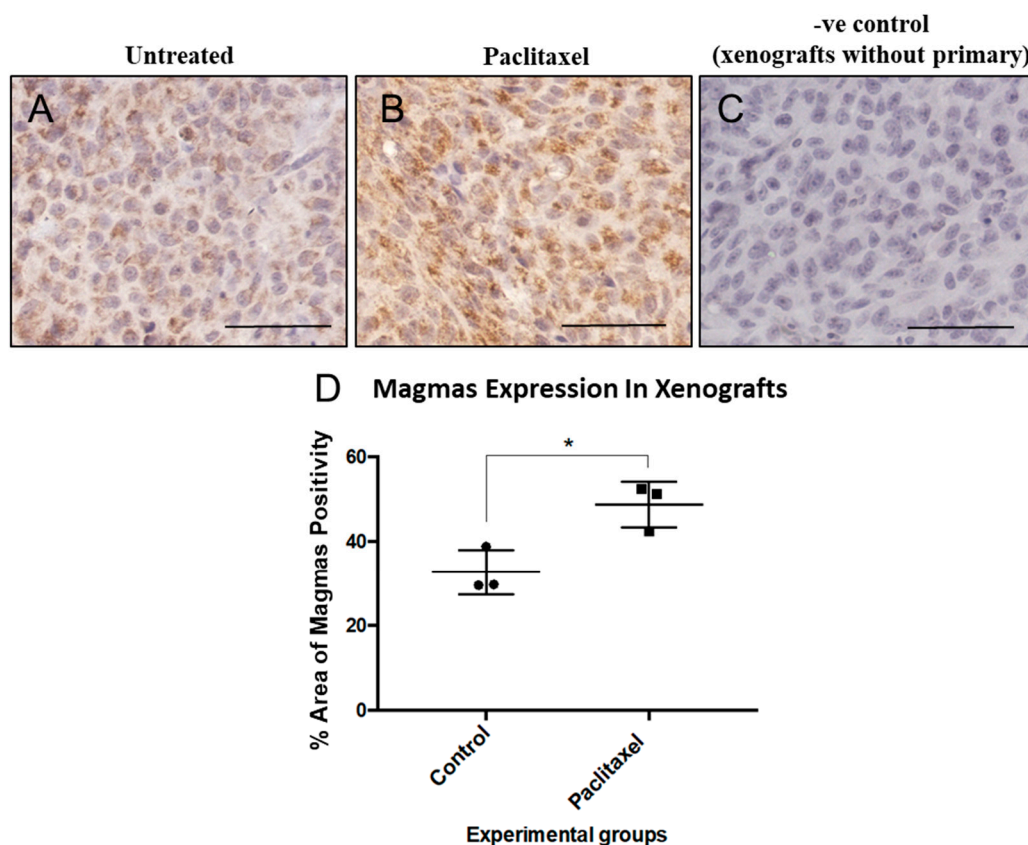 Untreated
Paclitaxel
-ve control
(xenografts without primary)
A
B
C
D Magmas Expression In Xenografts
% Area of Magmas Positivity
60
40
20
0
*
Control
Paclitaxel
Experimental groups